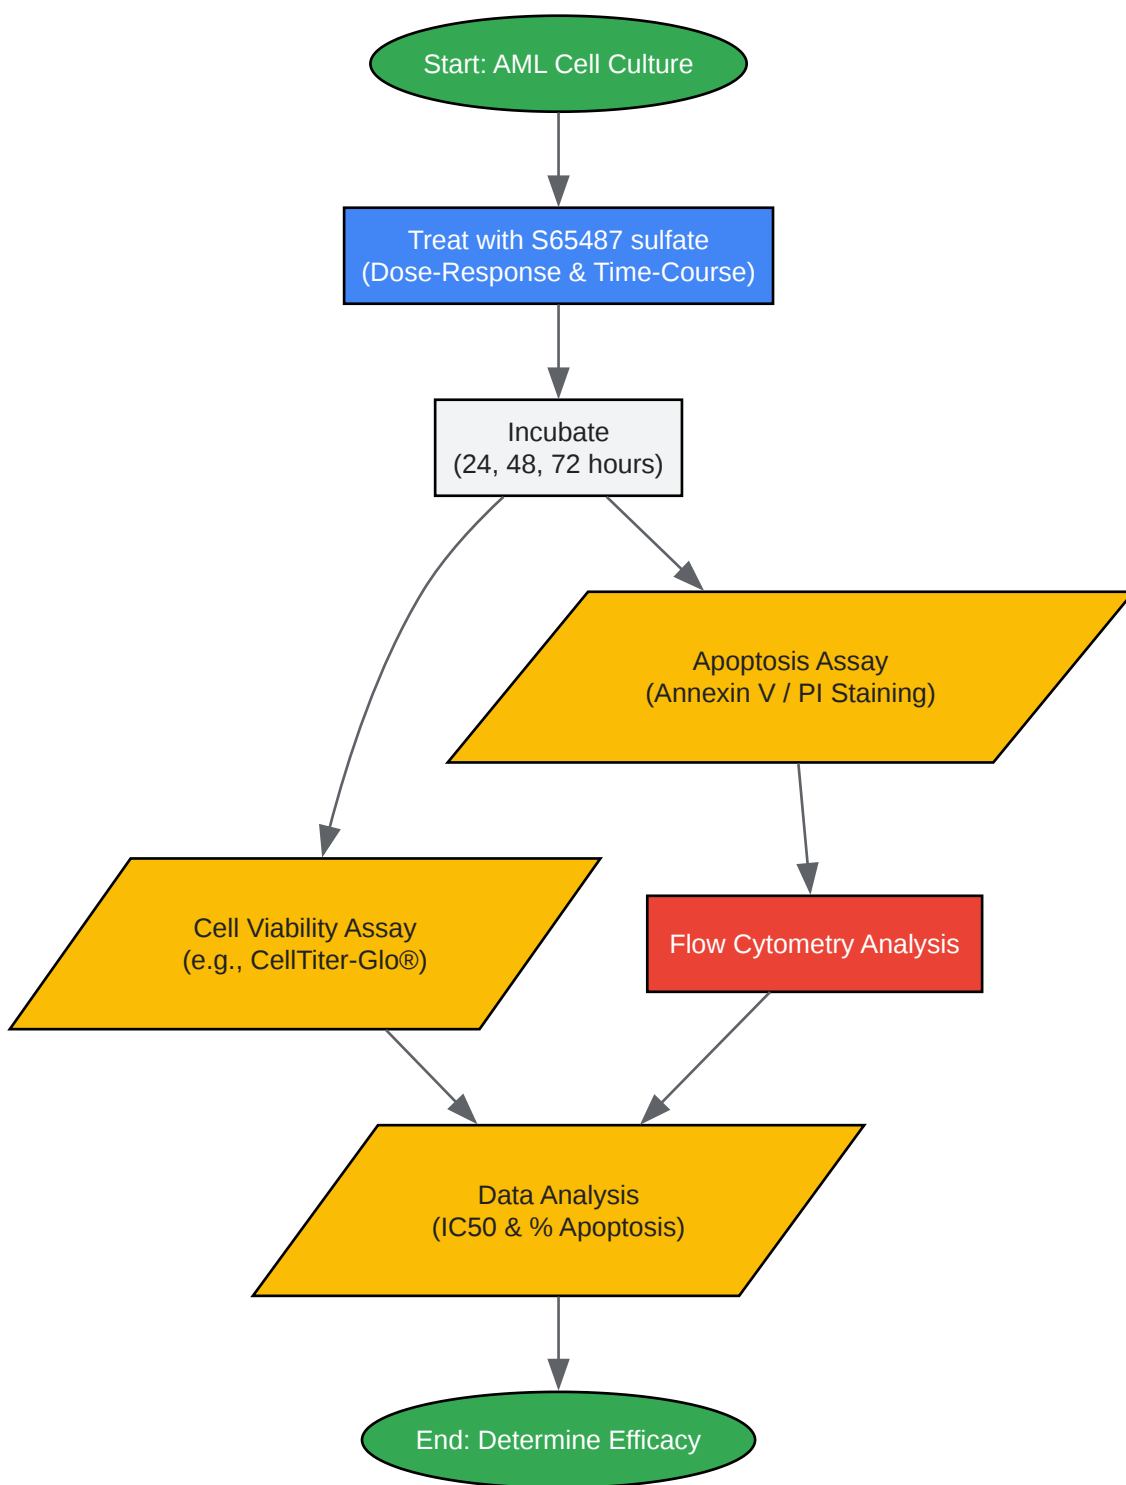 Start: AML Cell Culture
Treat with S65487 sulfate
(Dose-Response & Time-Course)
Incubate
(24, 48, 72 hours)
Apoptosis Assay
(Annexin V / PI Staining)
Cell Viability Assay
(e.g., CellTiter-Glo®)
Flow Cytometry Analysis
Data Analysis
(IC50 & % Apoptosis)
End: Determine Efficacy